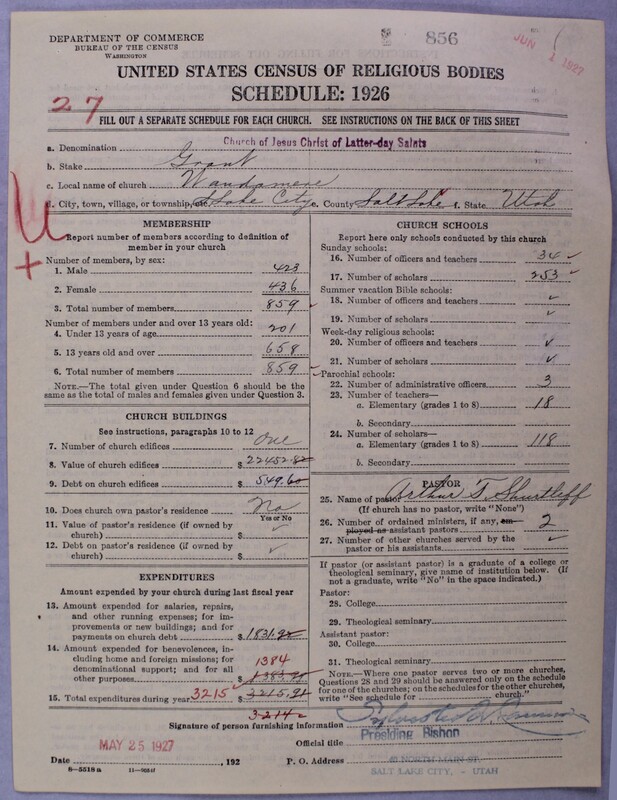 DEPARTMENT OF COMMERCE
BUREAU OF THE CENSUS
WASHINGTON
856
JUN 1 1927
UNITED STATES CENSUS OF RELIGIOUS BODIES
SCHEDULE: 1926
27
FILL OUT A SEPARATE SCHEDULE FOR EACH CHURCH. SEE INSTRUCTIONS ON THE BACK OF THIS SHEET
a. Denomination Church of Jesus Christ of Latter-day Saints
b. Stake Grant
c. Local name of church Wandamere
d. City, town, village, or township, etc. S Lake City e. County Salt Lake f. State Utah
MEMBERSHIP
Report number of members according to definition of
member in your church
Number of members, by sex:
1. Male 423
2. Female 436
3. Total number of members 859
Number of members under and over 13 years old:
4. Under 13 years of age 201
5. 13 years old and over 658
6. Total number of members 859
NOTE.—The total given under Question 6 should be the
same as the total of males and females given under Question 3.
CHURCH BUILDINGS
See instructions, paragraphs 10 to 12
7. Number of church edifices One
8. Value of church edifices $ 22452.82
9. Debt on church edifices $ 549.60
10. Does church own pastor's residence No
Yes or No
11. Value of pastor's residence (if owned by
church) $ ✓
12. Debt on pastor's residence (if owned by
church) $ ✓
EXPENDITURES
Amount expended by your church during last fiscal year
13. Amount expended for salaries, repairs,
and other running expenses; for im-
provements or new buildings; and for
payments on church debt $ 1831.92
14. Amount expended for benevolences,
including home and foreign missions; for
denominational support; and for all 1384
other purposes $ 1383.90
15. Total expenditures during year 3215 $ 3215.91
3214
CHURCH SCHOOLS
Report here only schools conducted by this church
Sunday schools:
16. Number of officers and teachers 34 ✓
17. Number of scholars 253 ✓
Summer vacation Bible schools:
18. Number of officers and teachers ✓
19. Number of scholars ✓
Week-day religious schools:
20. Number of officers and teachers ✓
21. Number of scholars ✓
Parochial schools:
22. Number of administrative officers 3
23. Number of teachers—
a. Elementary (grades 1 to 8) 18
b. Secondary
24. Number of scholars—
a. Elementary (grades 1 to 8) 118
b. Secondary
PASTOR
25. Name of pastor Arthur T. Shurtleff
(If church has no pastor, write "None")
26. Number of ordained ministers, if any, em-
ployed as assistant pastors 2
27. Number of other churches served by the
pastor or his assistants ✓
If pastor (or assistant pastor) is a graduate of a college or
theological seminary, give name of institution below. (If
not a graduate, write "No" in the space indicated.)
Pastor:
28. College
29. Theological seminary
Assistant pastor:
30. College
31. Theological seminary
NOTE.—Where one pastor serves two or more churches,
Questions 28 and 29 should be answered only on the schedule
for one of the churches; on the schedules for the other churches,
write "See schedule for church."
Signature of person furnishing information
Official title Presiding Bishop
MAY 25 1927
Date , 192 P. O. Address NORTH MAIN ST.
SALT LAKE CITY, - UTAH
8—5518a